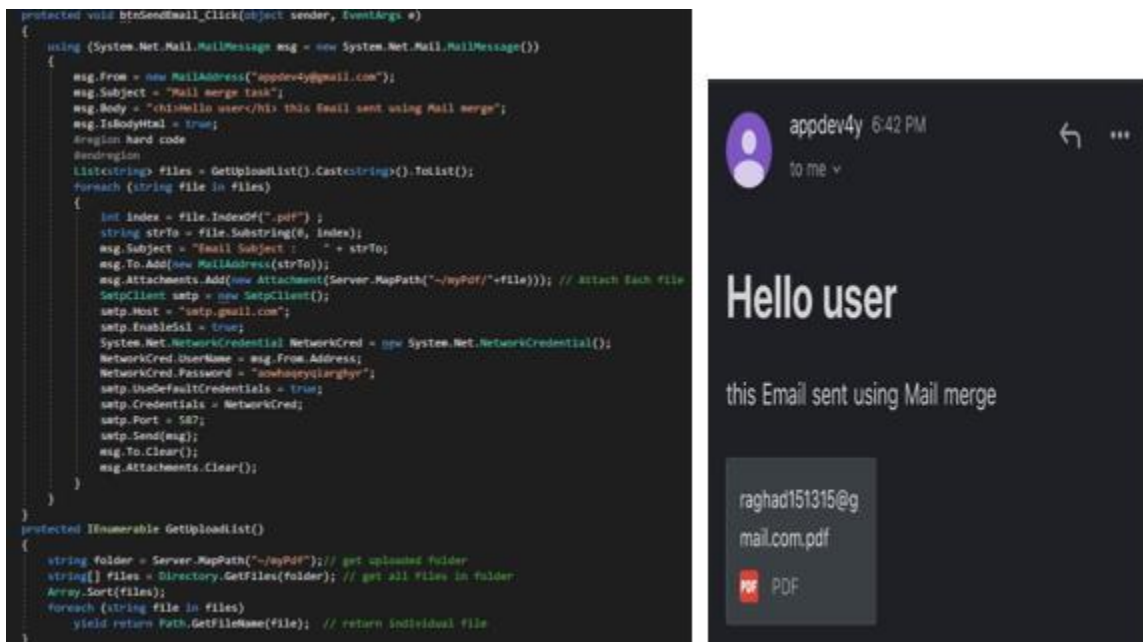 protected void btnSendEmail_Click(object sender, EventArgs e)
{
using (System.Net.Mail.MailMessage msg = new System.Net.Mail.MailMessage())
{
msg.From = new MailAddress("appdev4y@gmail.com");
msg.Subject = "Mail merge task";
msg.Body = "<h1>Hello user</h1> this Email sent using Mail merge";
msg.IsBodyHtml = true;
#region hard code
#endregion
List<string> files = GetUploadList().Cast<string>().ToList();
foreach (string file in files)
{
int index = file.IndexOf(".pdf") ;
string strTo = file.Substring(0, index);
msg.Subject = "Email Subject :    " + strTo;
msg.To.Add(new MailAddress(strTo));
msg.Attachments.Add(new Attachment(Server.MapPath("~/myPdf/"+file))); // Attach Each file
SmtpClient smtp = new SmtpClient();
smtp.Host = "smtp.gmail.com";
smtp.EnableSsl = true;
System.Net.NetworkCredential NetworkCred = new System.Net.NetworkCredential();
NetworkCred.UserName = msg.From.Address;
NetworkCred.Password =
smtp.UseDefaultCredentials = true;
smtp.Credentials = NetworkCred;
smtp.Port = 587;
smtp.Send(msg);
msg.To.Clear();
msg.Attachments.Clear();
}
}
}
protected IEnumerable GetUploadList()
{
string folder = Server.MapPath("~/myPdf");// get uploaded folder
string[] files = Directory.GetFiles(folder); // get all files in folder
Array.Sort(files);
foreach (string file in files)
yield return Path.GetFileName(file);  // return individual file
}
appdev4y 6:42 PM
to me
Hello user
this Email sent using Mail merge
raghad151315@g
mail.com.pdf
PDF PDF